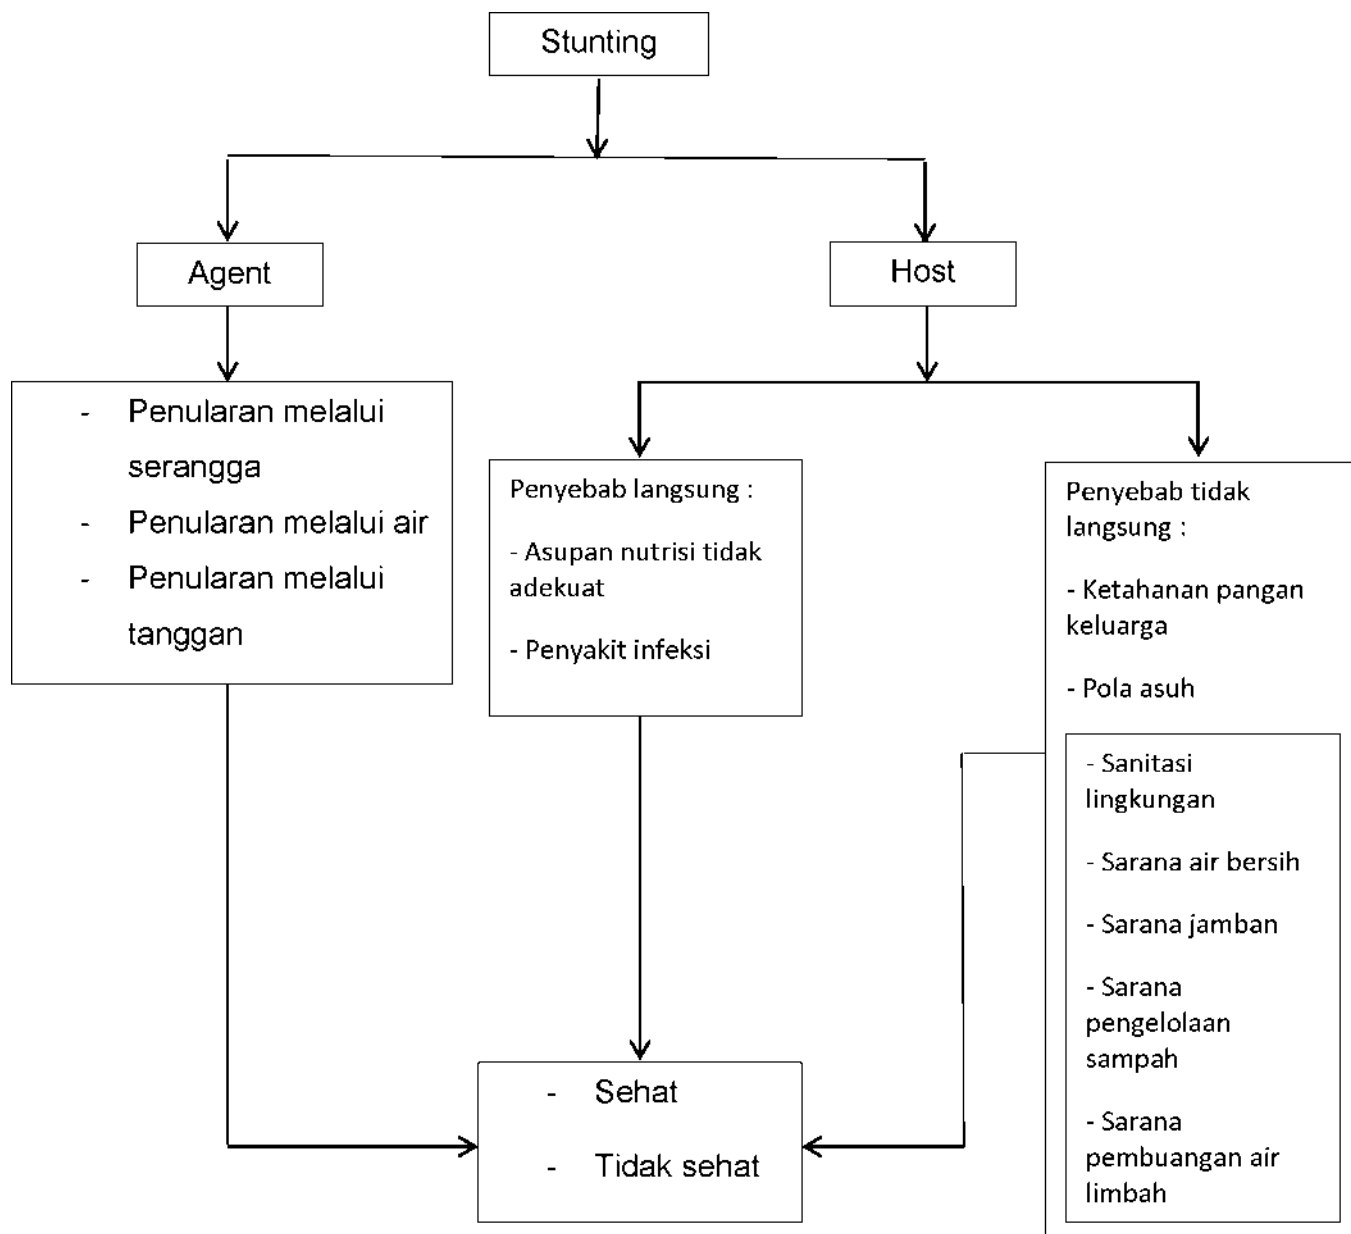 Stunting
Agent
Host
- Penularan melalui
serangga
- Penularan melalui air
- Penularan melalui
tanggan
Penyebab langsung :
- Asupan nutrisi tidak
adekuat
- Penyakit infeksi
Penyebab tidak
langsung :
- Ketahanan pangan
keluarga
- Pola asuh
- Sanitasi
lingkungan
- Sarana air bersih
- Sarana jamban
- Sarana
pengelolaan
sampah
- Sarana
pembuangan air
limbah
- Sehat
- Tidak sehat